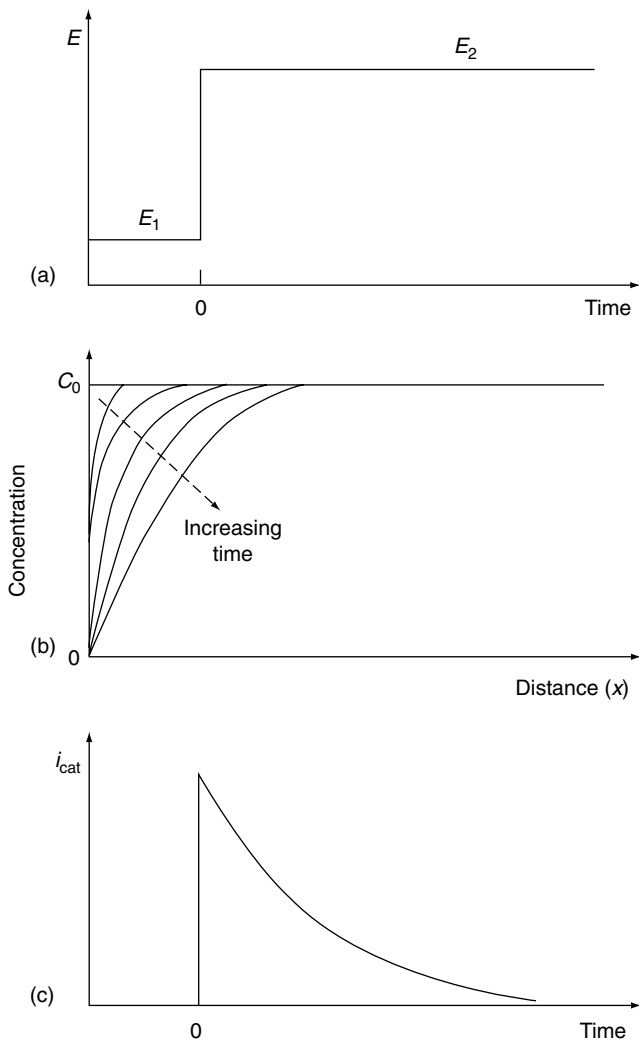 E
E2
E1
(a)
0
Time
C0
Concentration
Increasing
time
(b)
0
Distance (x)
icat
(c)
0
Time